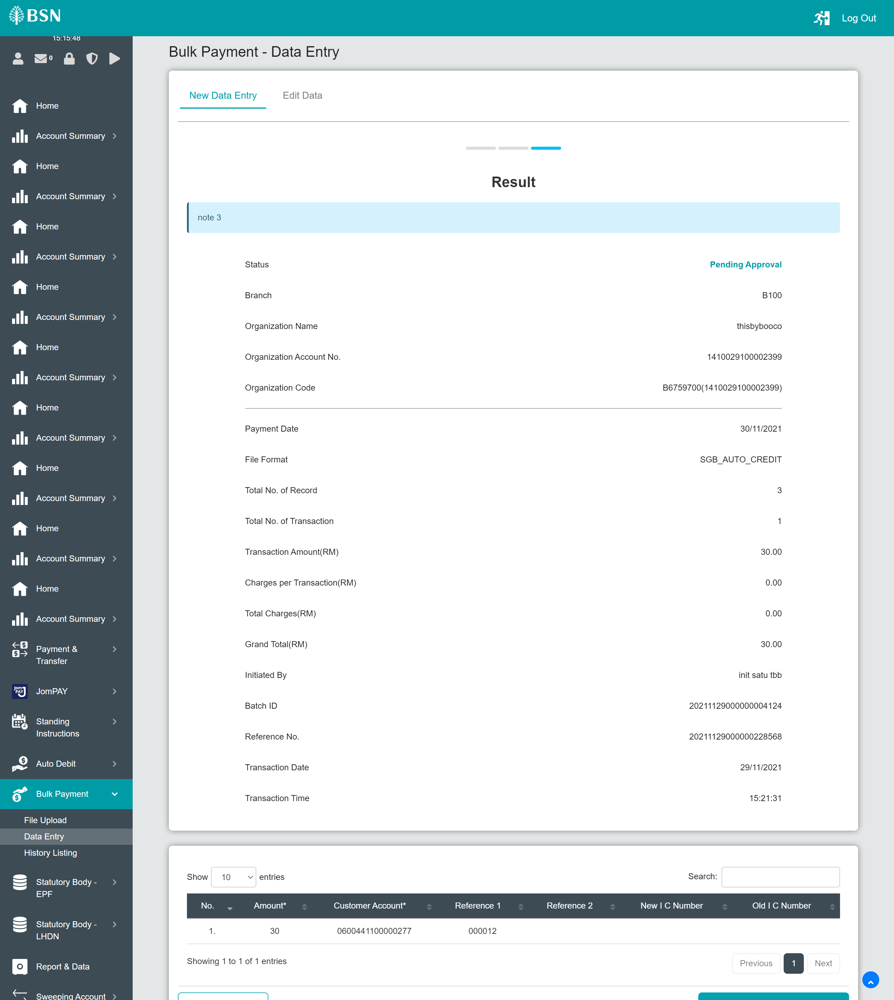 BSN
Log Out
15:15:48
0
Home
Account Summary
Home
Account Summary
Home
Account Summary
Home
Account Summary
Home
Account Summary
Home
Account Summary
Home
Account Summary
Home
Account Summary
Home
Account Summary
Payment &
Transfer
Jom
PAY
JomPAY
Standing
Instructions
Auto Debit
Bulk Payment
File Upload
Data Entry
History Listing
Statutory Body -
EPF
Statutory Body -
LHDN
Report & Data
Sweeping Account
Bulk Payment - Data Entry
New Data Entry Edit Data
Result
note 3
Status Pending Approval
Branch B100
Organization Name thisbybooco
Organization Account No. 1410029100002399
Organization Code B6759700(1410029100002399)
Payment Date 30/11/2021
File Format SGB_AUTO_CREDIT
Total No. of Record 3
Total No. of Transaction 1
Transaction Amount(RM) 30.00
Charges per Transaction(RM) 0.00
Total Charges(RM) 0.00
Grand Total(RM) 30.00
Initiated By init satu tbb
Batch ID 20211129000000004124
Reference No. 20211129000000228568
Transaction Date 29/11/2021
Transaction Time 15:21:31
Show 10 entries Search:
No. Amount* Customer Account* Reference 1 Reference 2 New I C Number Old I C Number
1. 30 0600441100000277 000012
Showing 1 to 1 of 1 entries Previous 1 Next